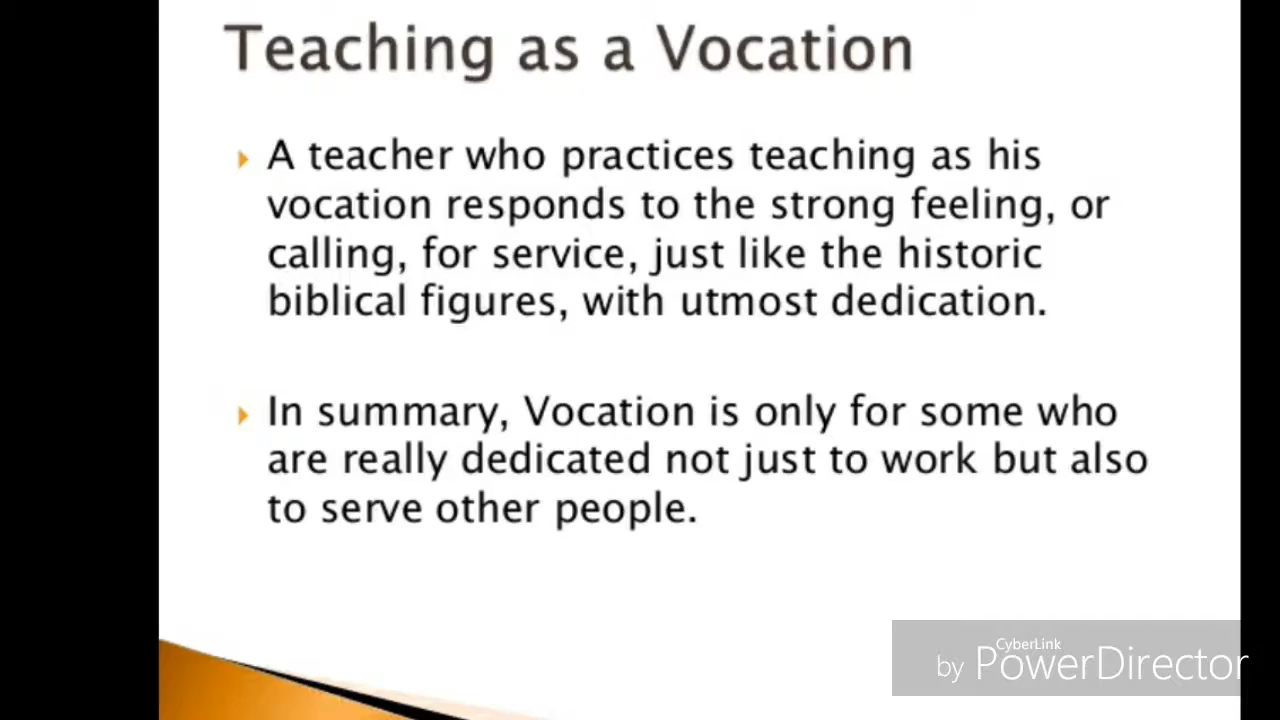 Teaching as a Vocation
A teacher who practices teaching as his
vocation responds to the strong feeling, or
calling, for service, just like the historic
biblical figures, with utmost dedication.
In summary, Vocation is only for some who
are really dedicated not just to work but also
to serve other people.
CyberLink
by PowerDirector